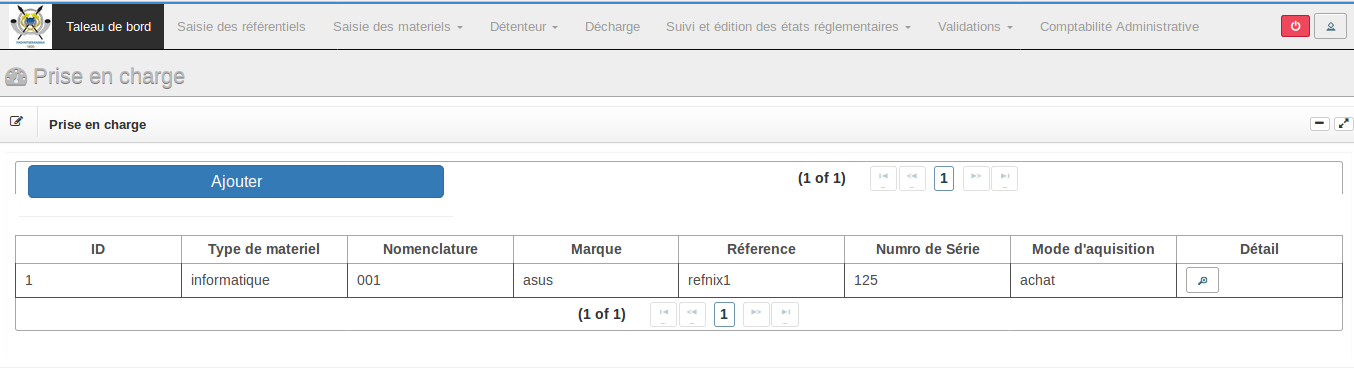 Taleau de bord Saisie des référentiels Saisie des materiels Détenteur Décharge Suivi et édition des états réglementaires Validations Comptabilité Administrative
Prise en charge
Prise en charge
Ajouter (1 of 1) 1
ID Type de materiel Nomenclature Marque Réference Numro de Série Mode d'aquisition Détail
1 informatique 001 asus refnix1 125 achat
(1 of 1) 1